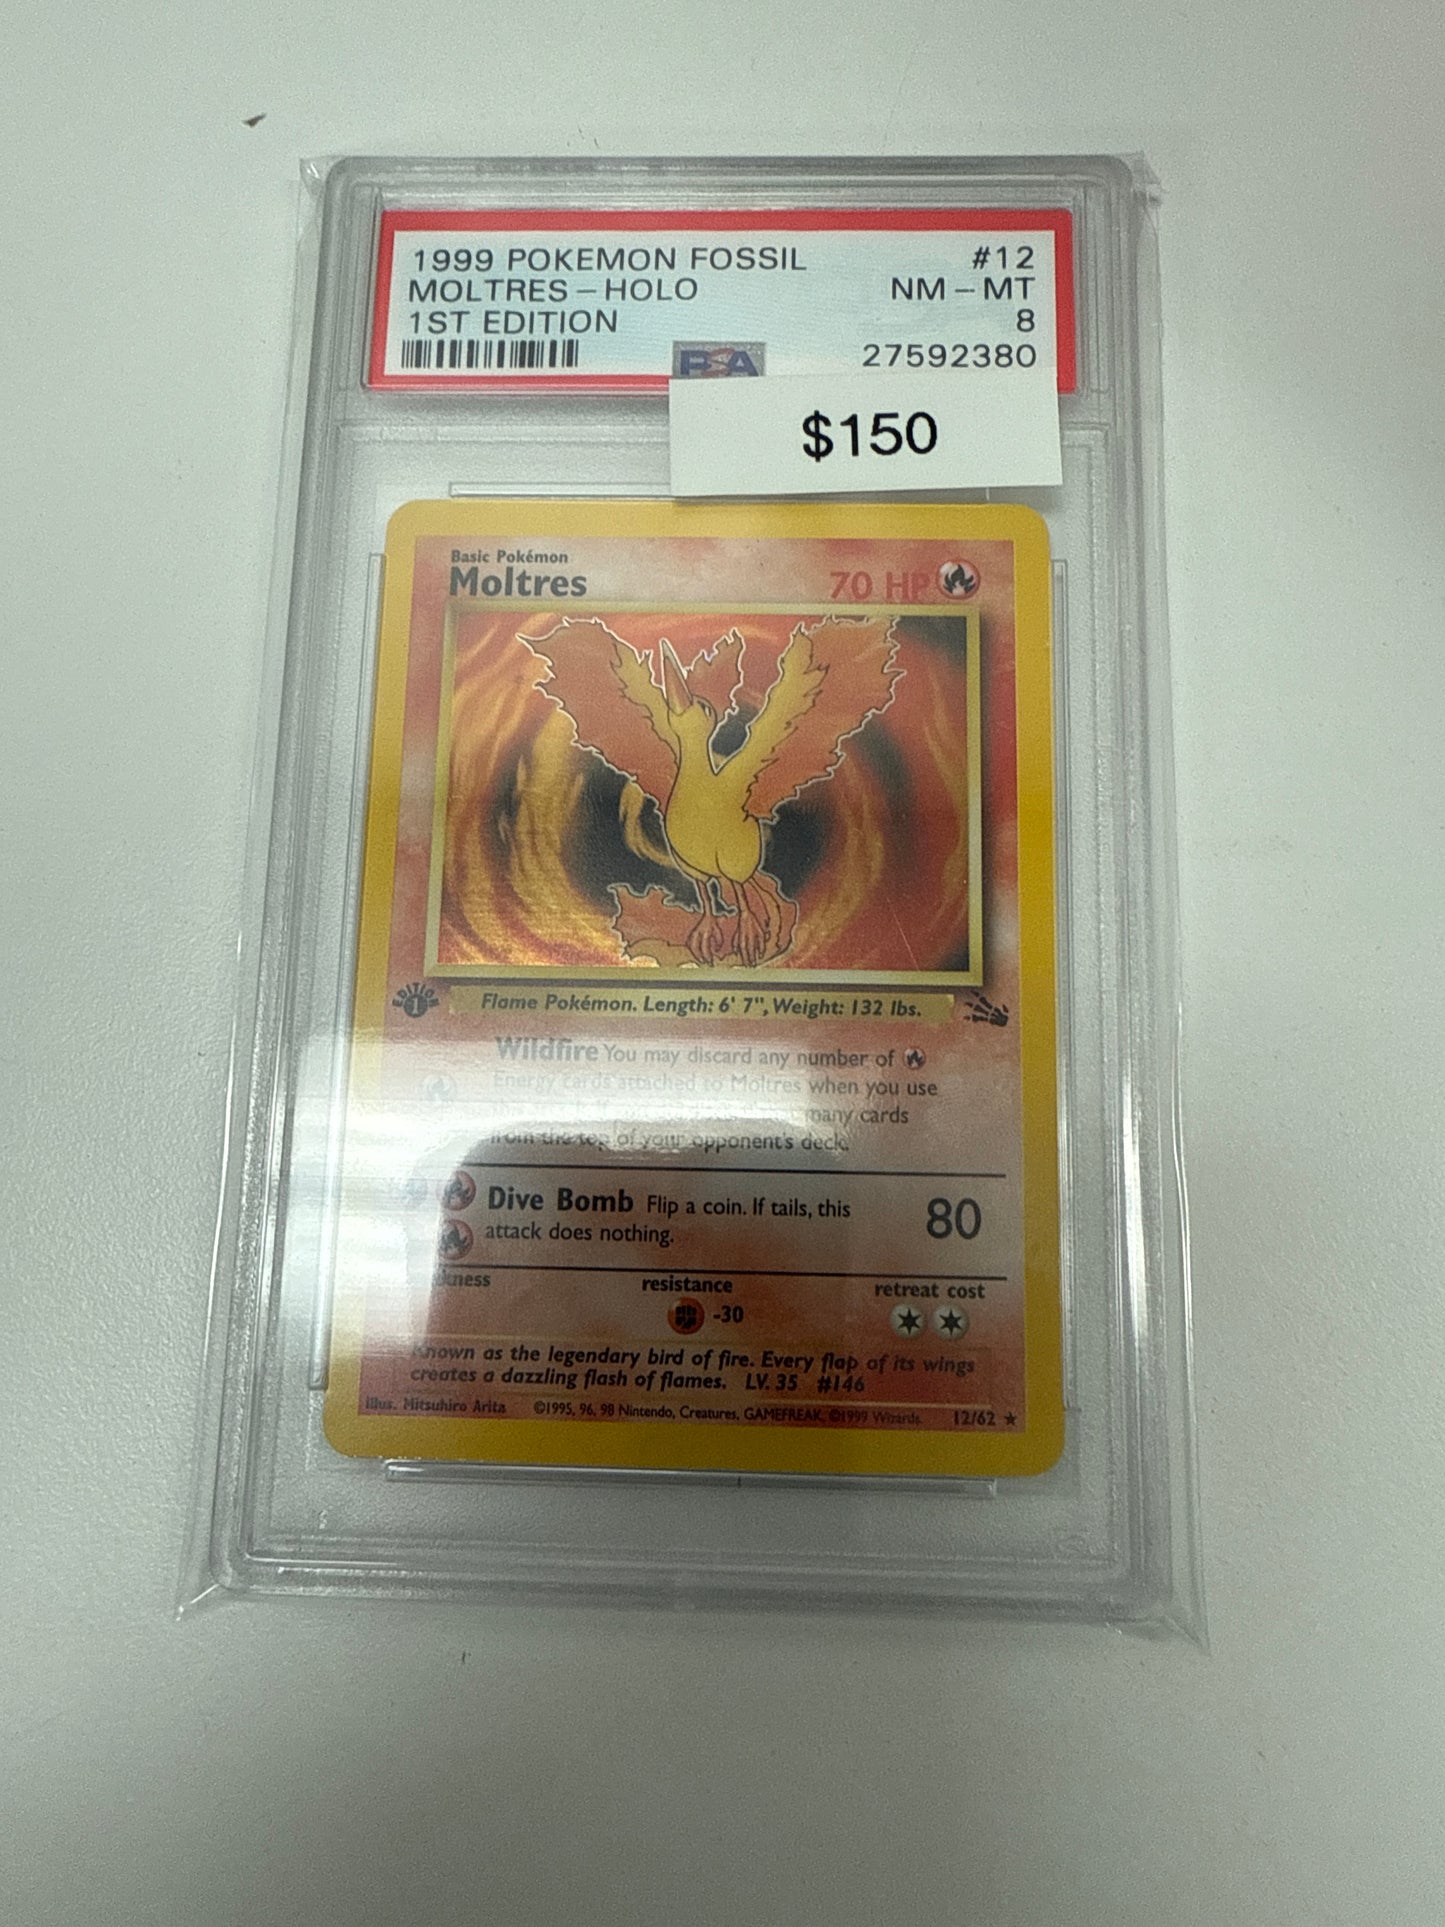 1999 POKEMON FOSSIL #12
MOLTRES - HOLO NM - MT
1ST EDITION 8
27592380
PSA
$150
Basic Pokémon
Moltres 70 HP
EDITION
1
Flame Pokémon. Length: 6' 7", Weight: 132 lbs.
Wildfire You may discard any number of
Energy cards attached to Moltres when you use
many cards
from the top of your opponent's deck.
Dive Bomb Flip a coin. If tails, this 80
attack does nothing.
resistance retreat cost
-30
Known as the legendary bird of fire. Every flap of its wings
creates a dazzling flash of flames. LV. 35 #146
Illus. Mitsuhiro Arita ©1995, 96, 98 Nintendo, Creatures, GAMEFREAK. ©1999 Wizards. 12/62 ★